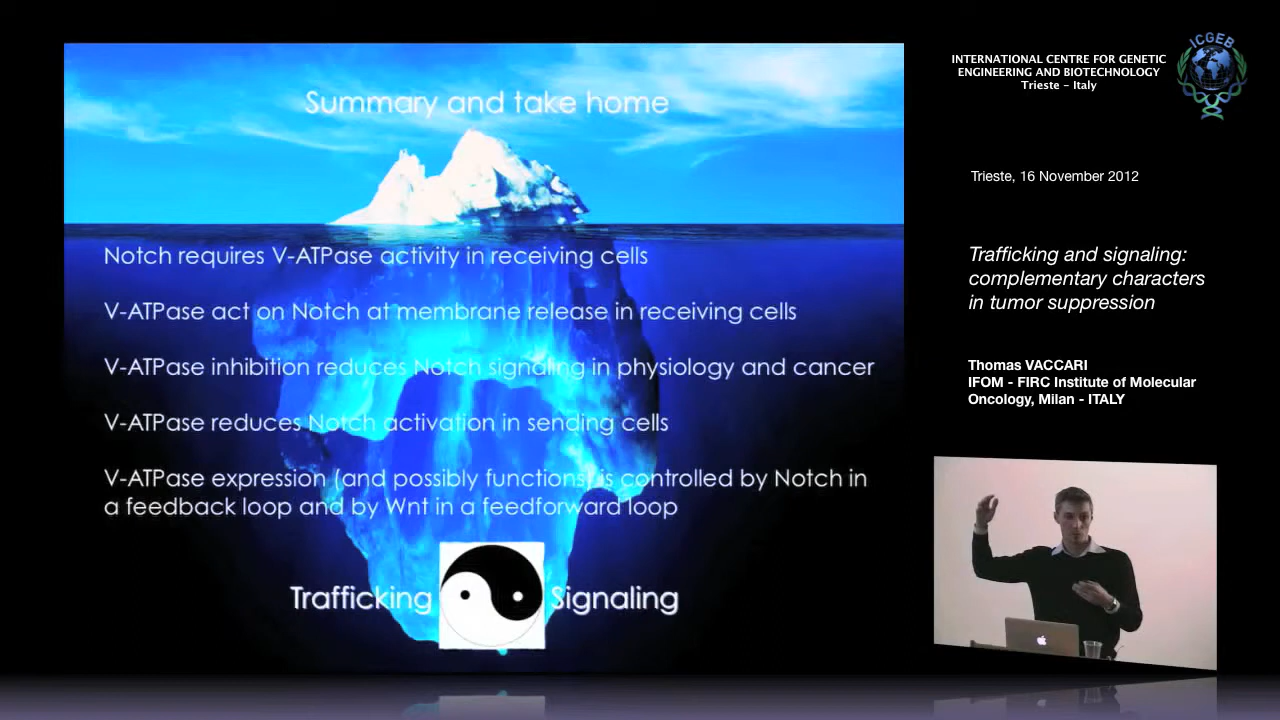 Summary and take home
Notch requires V-ATPase activity in receiving cells
V-ATPase act on Notch at membrane release in receiving cells
V-ATPase inhibition reduces Notch signaling in physiology and cancer
V-ATPase reduces Notch activation in sending cells
V-ATPase expression (and possibly functions) is controlled by Notch in
a feedback loop and by Wnt in a feedforward loop
Trafficking Signaling
INTERNATIONAL CENTRE FOR GENETIC
ENGINEERING AND BIOTECHNOLOGY
Trieste - Italy
ICGEB
Trieste, 16 November 2012
Trafficking and signaling:
complementary characters
in tumor suppression
Thomas VACCARI
IFOM - FIRC Institute of Molecular
Oncology, Milan - ITALY